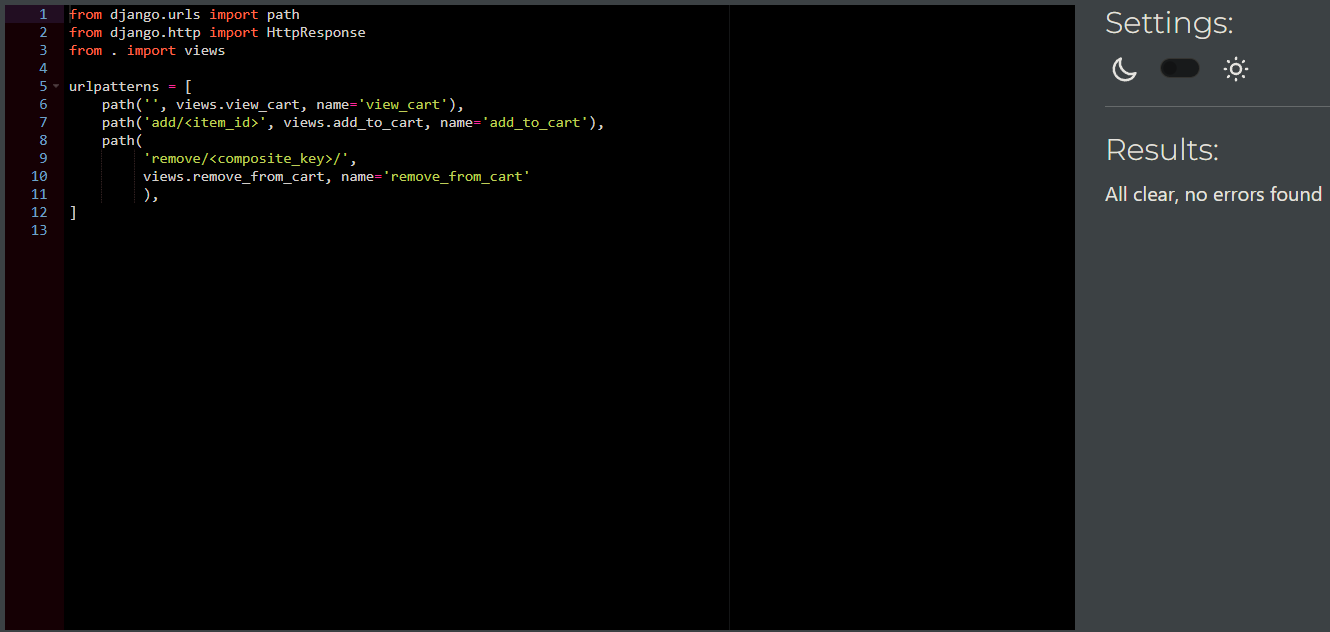 1 from django.urls import path
2 from django.http import HttpResponse
3 from . import views
4
5 urlpatterns = [
6     path('', views.view_cart, name='view_cart'),
7     path('add/<item_id>', views.add_to_cart, name='add_to_cart'),
8     path(
9          'remove/<composite_key>/',
10          views.remove_from_cart, name='remove_from_cart'
11          ),
12 ]
13
Settings:
Results:
All clear, no errors found